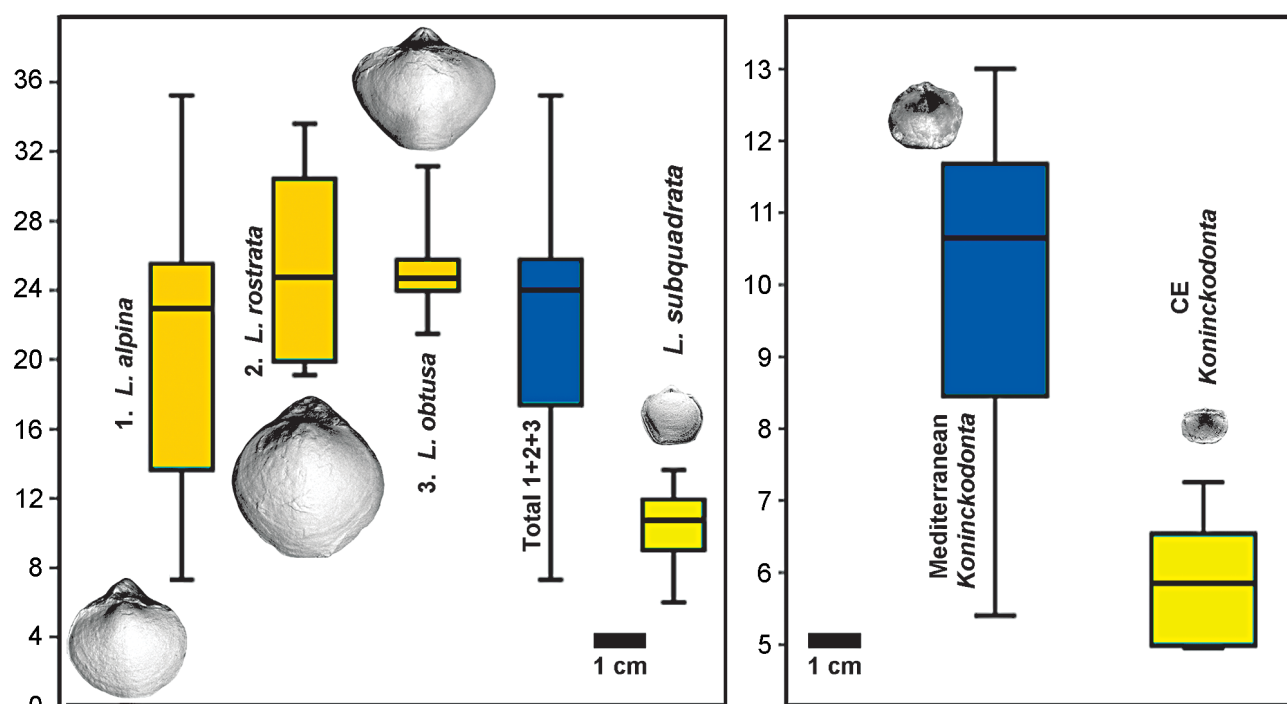 36
32
28
24
20
16
12
8
4
0
1. L. alpina
2. L. rostrata
3. L. obtusa
Total 1+2+3
L. subquadrata
1 cm
13
12
11
10
9
8
7
6
5
Mediterranean
Koninckodonta
CE
Koninckodonta
1 cm